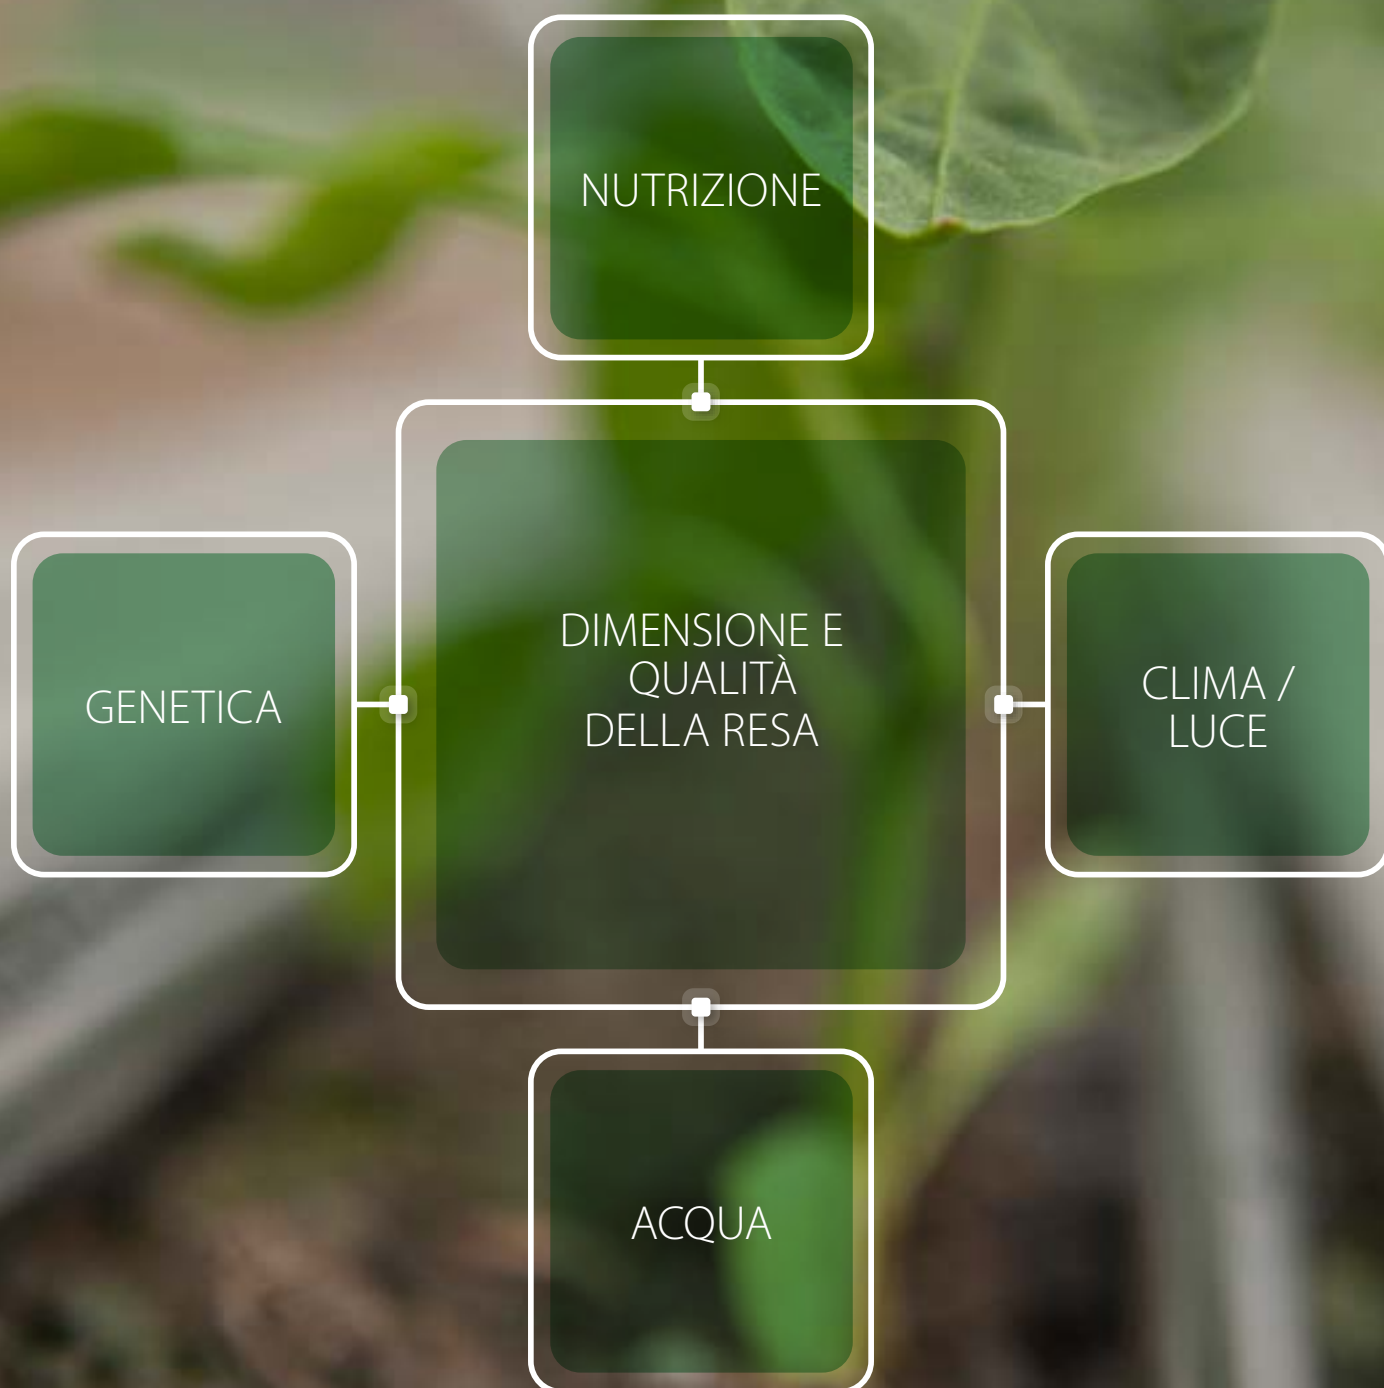 NUTRIZIONE
GENETICA
DIMENSIONE E
QUALITÀ
DELLA RESA
CLIMA /
LUCE
ACQUA